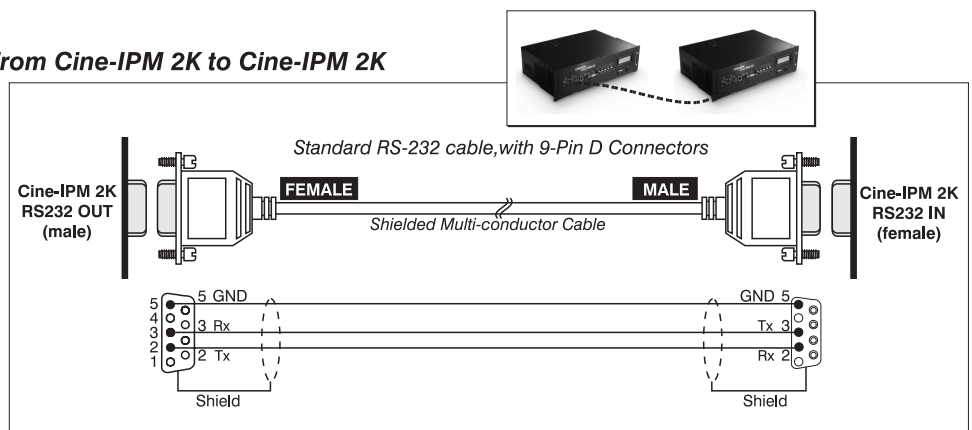 rom Cine-IPM 2K to Cine-IPM 2K
Standard RS-232 cable,with 9-Pin D Connectors
Cine-IPM 2K
RS232 OUT
(male)
FEMALE
MALE
Cine-IPM 2K
RS232 IN
(female)
Shielded Multi-conductor Cable
5 5 GND
4
3 3 Rx
2 2 Tx
1
GND 5
Tx 3
Rx 2
Shield
Shield